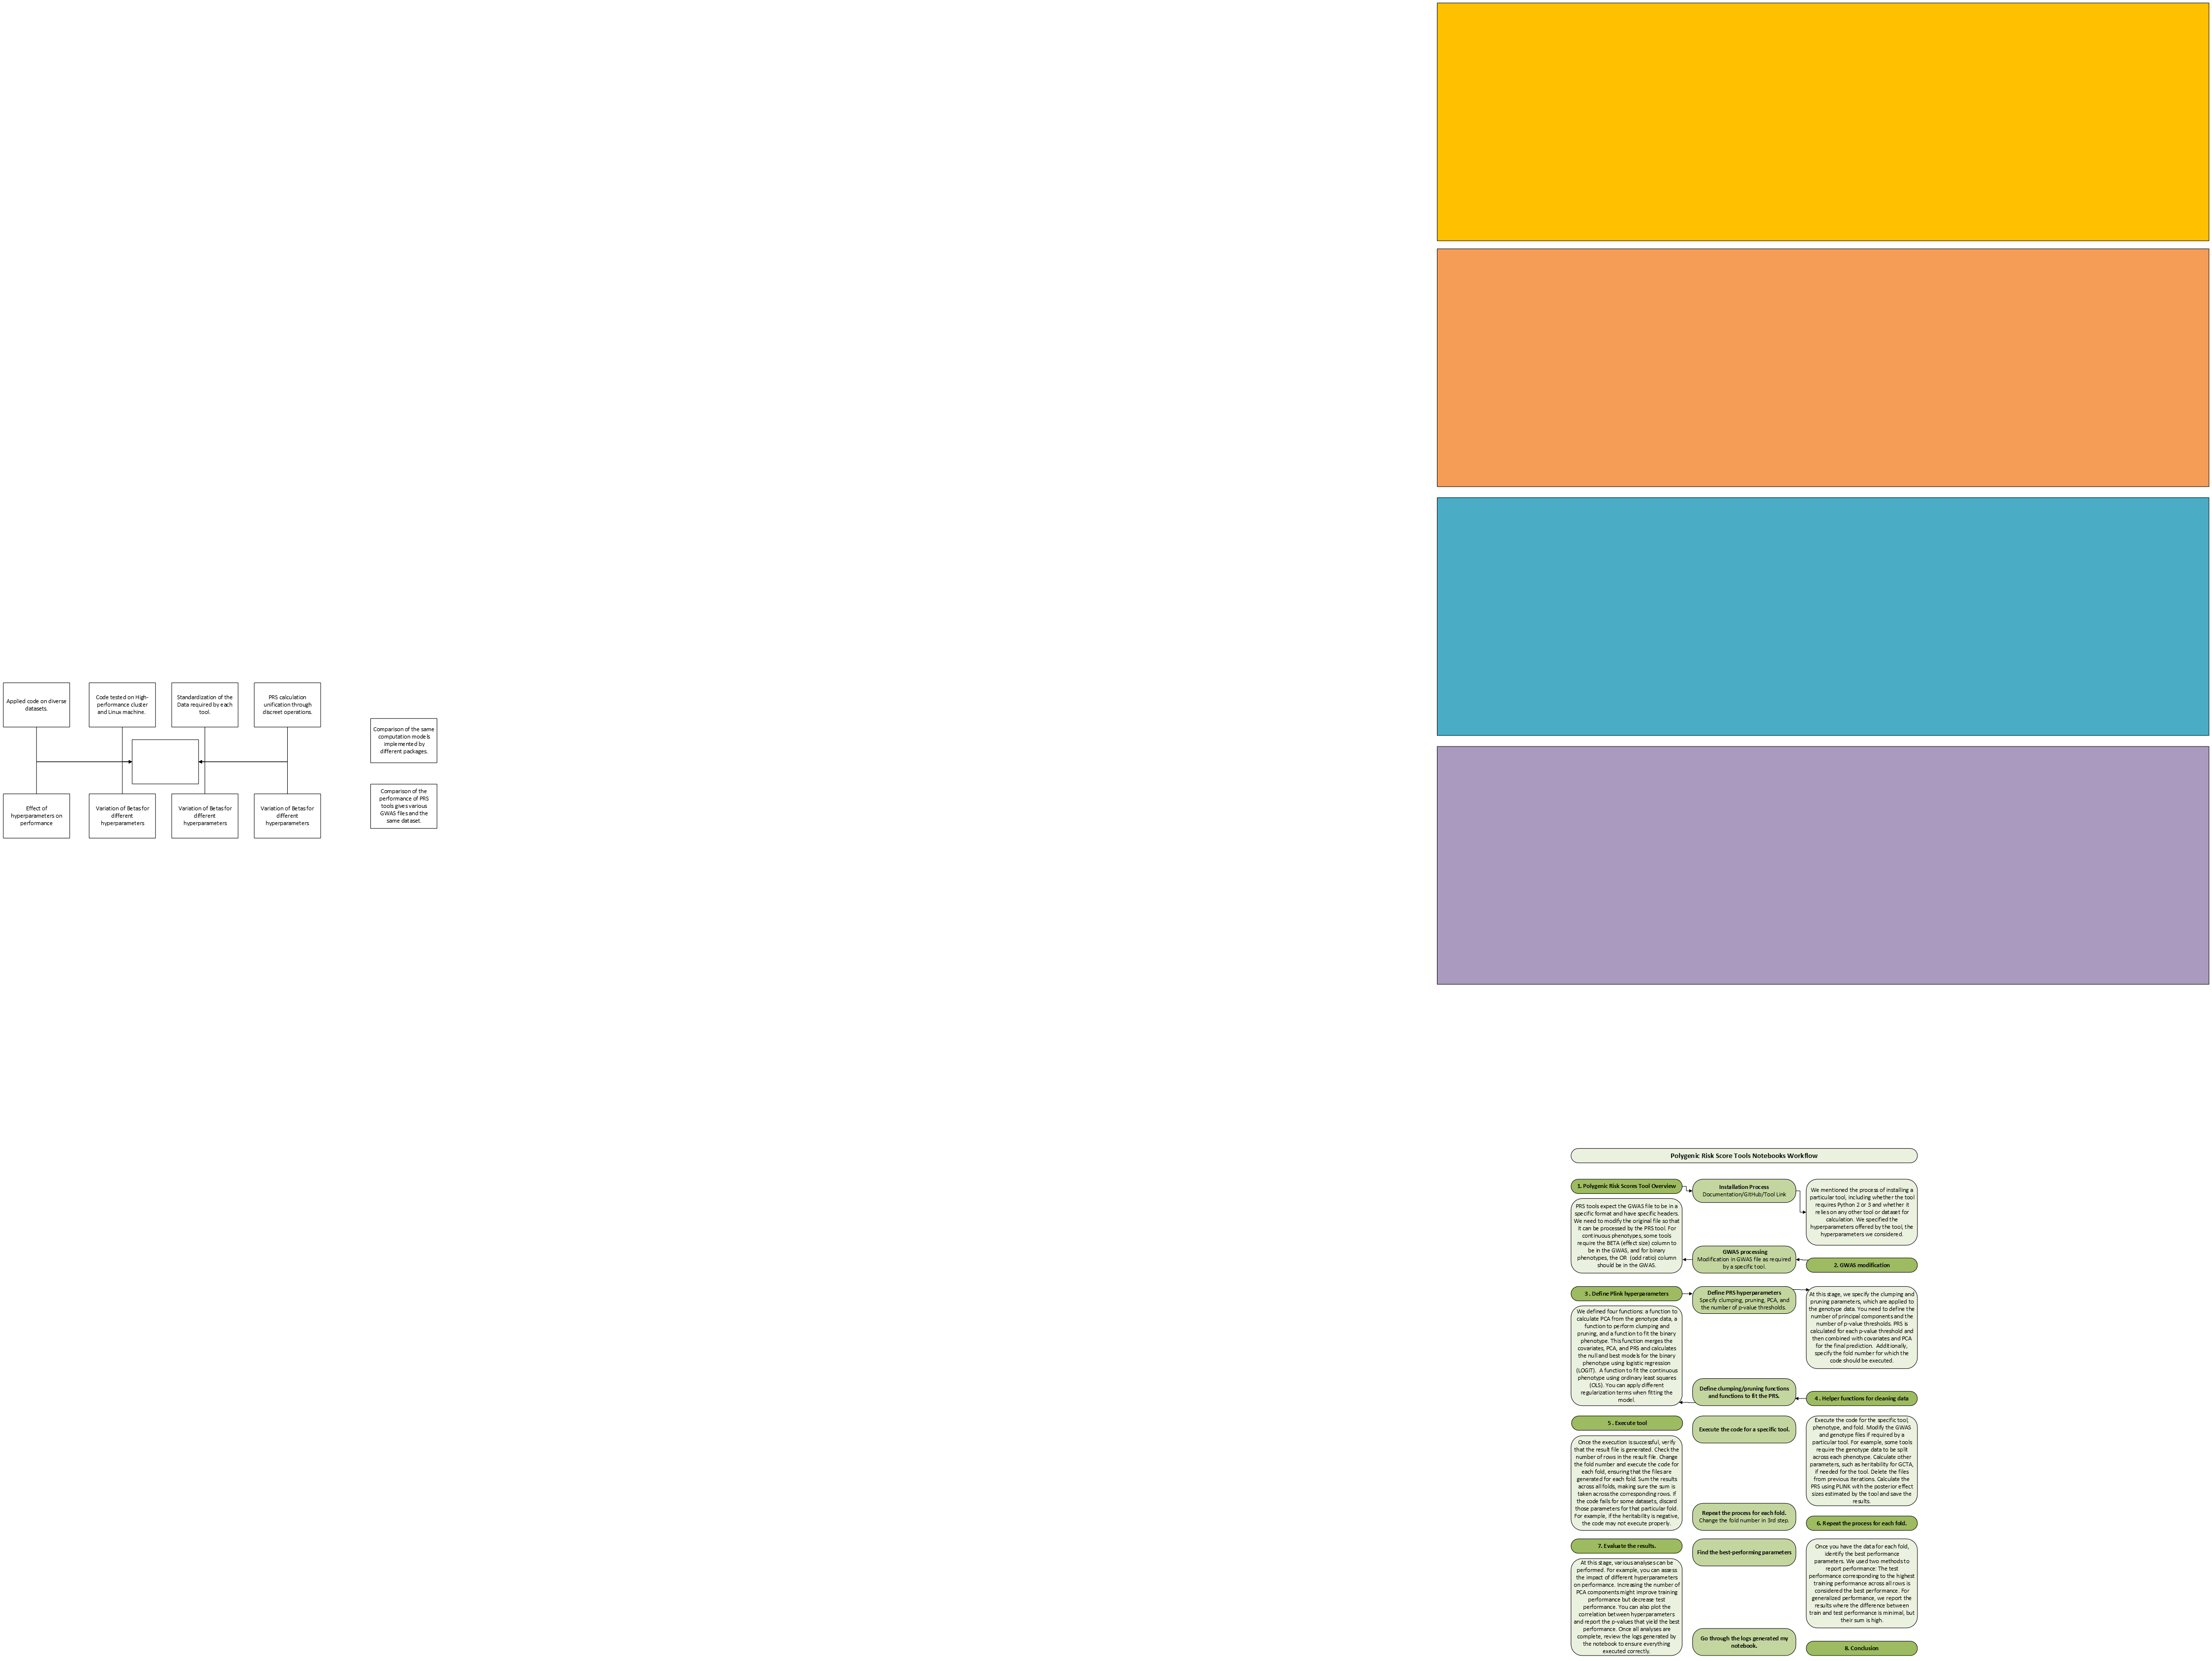 Applied code on diverse
datasets.
Code tested on High-
performance cluster
and Linux machine.
Standardization of the
Data required by each
tool.
PRS calculation
unification through
discreet operations.
Comparison of the same
computation models
implemented by
different packages.
Effect of
hyperparameters on
performance
Variation of Betas for
different
hyperparameters
Variation of Betas for
different
hyperparameters
Variation of Betas for
different
hyperparameters
Comparison of the
performance of PRS
tools gives various
GWAS files and the
same dataset.
Polygenic Risk Score Tools Notebooks Workflow
1. Polygenic Risk Scores Tool Overview
Installation Process
Documentation/GitHub/Tool Link
We mentioned the process of installing a
particular tool, including whether the tool
requires Python 2 or 3 and whether it
relies on any other tool or dataset for
calculation. We specified the
hyperparameters offered by the tool, the
hyperparameters we considered.
PRS tools expect the GWAS file to be in a
specific format and have specific headers.
We need to modify the original file so that
it can be processed by the PRS tool. For
continuous phenotypes, some tools
require the BETA (effect size) column to
be in the GWAS, and for binary
phenotypes, the OR (odd ratio) column
should be in the GWAS.
GWAS processing
Modification in GWAS file as required
by a specific tool.
2. GWAS modification
3 . Define Plink hyperparameters
Define PRS hyperparameters
Specify clumping, pruning, PCA, and
the number of p-value thresholds.
At this stage, we specify the clumping and
pruning parameters, which are applied to
the genotype data. You need to define the
number of principal components and the
number of p-value thresholds. PRS is
calculated for each p-value threshold and
then combined with covariates and PCA
for the final prediction. Additionally,
specify the fold number for which the
code should be executed.
We defined four functions: a function to
calculate PCA from the genotype data, a
function to perform clumping and
pruning, and a function to fit the binary
phenotype. This function merges the
covariates, PCA, and PRS and calculates
the null and best models for the binary
phenotype using logistic regression
(LOGIT). A function to fit the continuous
phenotype using ordinary least squares
(OLS). You can apply different
regularization terms when fitting the
model.
Define clumping/pruning functions
and functions to fit the PRS.
4 . Helper functions for cleaning data
5 . Execute tool
Execute the code for a specific tool.
Execute the code for the specific tool,
phenotype, and fold. Modify the GWAS
and genotype files if required by a
particular tool. For example, some tools
require the genotype data to be split
across each phenotype. Calculate other
parameters, such as heritability for GCTA,
if needed for the tool. Delete the files
from previous iterations. Calculate the
PRS using PLINK with the posterior effect
sizes estimated by the tool and save the
results.
Once the execution is successful, verify
that the result file is generated. Check the
number of rows in the result file. Change
the fold number and execute the code for
each fold, ensuring that the files are
generated for each fold. Sum the results
across all folds, making sure the sum is
taken across the corresponding rows. If
the code fails for some datasets, discard
those parameters for that particular fold.
For example, if the heritability is negative,
the code may not execute properly.
Repeat the process for each fold.
Change the fold number in 3rd step.
6. Repeat the process for each fold.
7. Evaluate the results.
Find the best-performing parameters
Once you have the data for each fold,
identify the best performance
parameters. We used two methods to
report performance: The test
performance corresponding to the highest
training performance across all rows is
considered the best performance. For
generalized performance, we report the
results where the difference between
train and test performance is minimal, but
their sum is high.
At this stage, various analyses can be
performed. For example, you can assess
the impact of different hyperparameters
on performance. Increasing the number of
PCA components might improve training
performance but decrease test
performance. You can also plot the
correlation between hyperparameters
and report the p-values that yield the best
performance. Once all analyses are
complete, review the logs generated by
the notebook to ensure everything
executed correctly.
Go through the logs generated my
notebook.
8. Conclusion